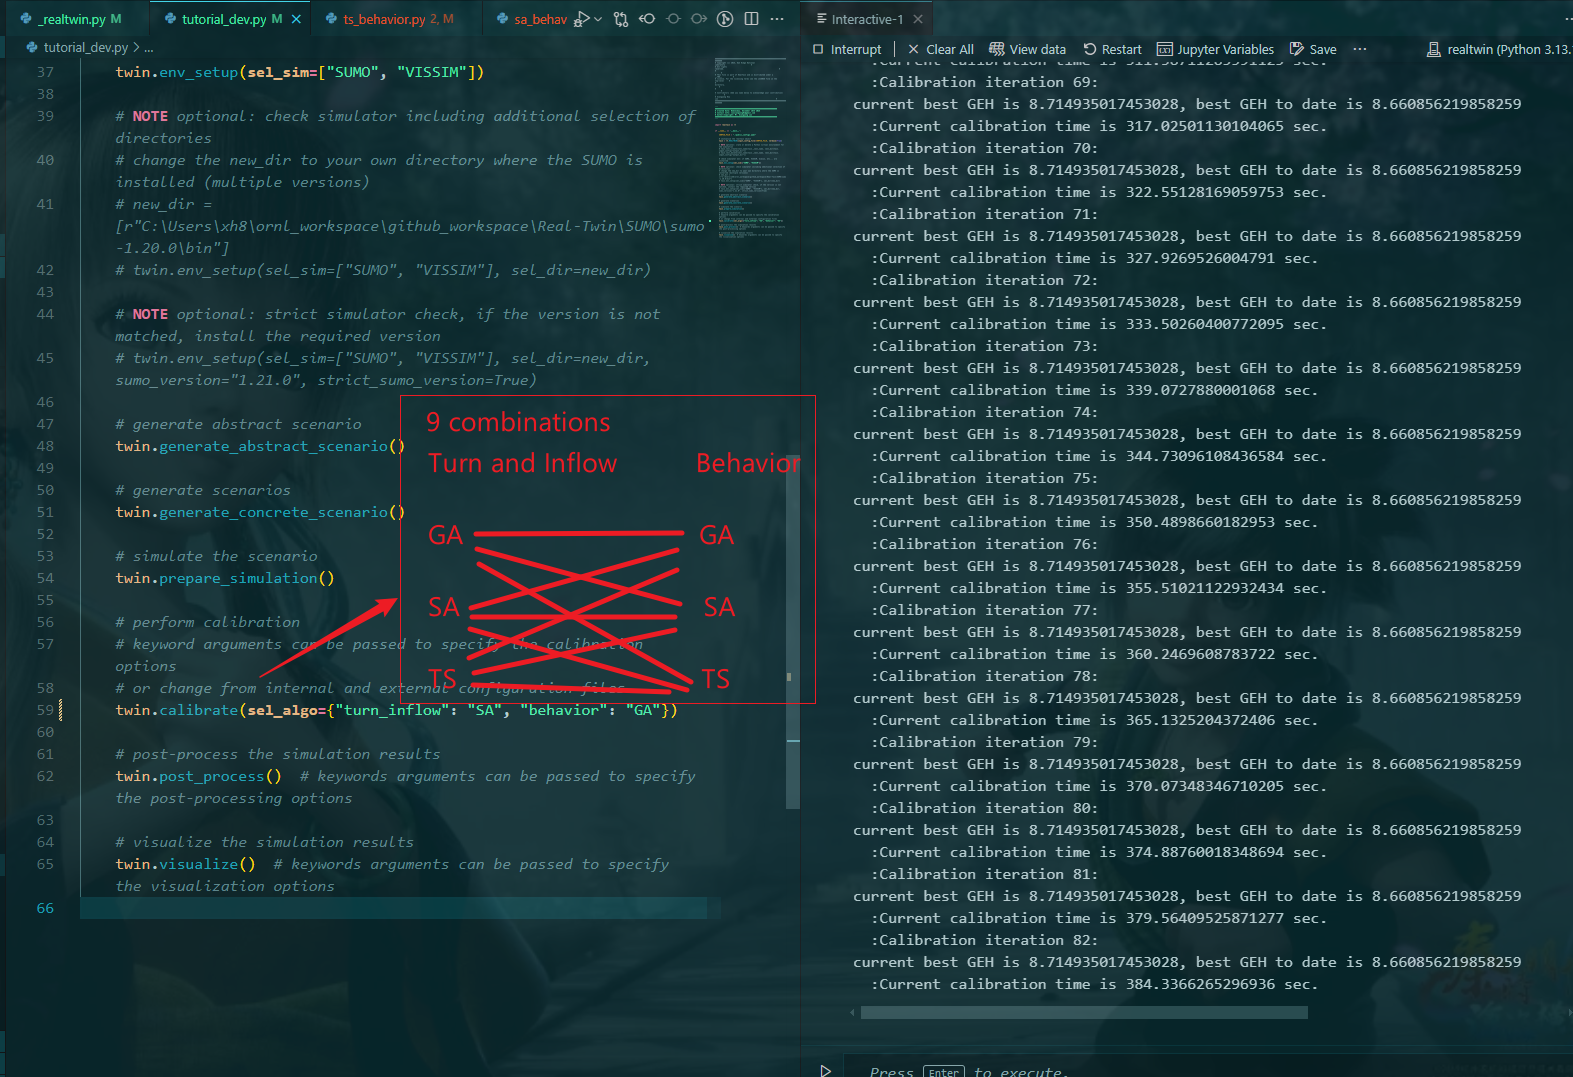 _realtwin.py M
tutorial_dev.py M
ts_behavior.py 2, M
sa_behav
tutorial_dev.py > ...
37 twin.env_setup(sel_sim=["SUMO", "VISSIM"])
38
39 # NOTE optional: check simulator including additional selection of
directories
40 # change the new_dir to your own directory where the SUMO is
installed (multiple versions)
41 # new_dir =
[r"C:\Users\xh8\ornl_workspace\github_workspace\Real-Twin\SUMO\sumo
-1.20.0\bin"]
42 # twin.env_setup(sel_sim=["SUMO", "VISSIM"], sel_dir=new_dir)
43
44 # NOTE optional: strict simulator check, if the version is not
matched, install the required version
45 # twin.env_setup(sel_sim=["SUMO", "VISSIM"], sel_dir=new_dir,
sumo_version="1.21.0", strict_sumo_version=True)
46
47 # generate abstract scenario
48 twin.generate_abstract_scenario()
49
50 # generate scenarios
51 twin.generate_concrete_scenario()
52
53 # simulate the scenario
54 twin.prepare_simulation()
55
56 # perform calibration
57 # keyword arguments can be passed to specify the calibration
options
58 # or change from internal and external configuration files
59 twin.calibrate(sel_algo={"turn_inflow": "SA", "behavior": "GA"})
60
61 # post-process the simulation results
62 twin.post_process() # keywords arguments can be passed to specify
the post-processing options
63
64 # visualize the simulation results
65 twin.visualize() # keywords arguments can be passed to specify
the visualization options
66
9 combinations
Turn and Inflow Behavior
GA GA
SA SA
TS TS
Interactive-1
Interrupt | Clear All View data Restart Jupyter Variables Save ... realtwin (Python 3.13.
:Current calibration time is 311.
:Calibration iteration 69:
current best GEH is 8.714935017453028, best GEH to date is 8.660856219858259
:Current calibration time is 317.02501130104065 sec.
:Calibration iteration 70:
current best GEH is 8.714935017453028, best GEH to date is 8.660856219858259
:Current calibration time is 322.55128169059753 sec.
:Calibration iteration 71:
current best GEH is 8.714935017453028, best GEH to date is 8.660856219858259
:Current calibration time is 327.9269526004791 sec.
:Calibration iteration 72:
current best GEH is 8.714935017453028, best GEH to date is 8.660856219858259
:Current calibration time is 333.50260400772095 sec.
:Calibration iteration 73:
current best GEH is 8.714935017453028, best GEH to date is 8.660856219858259
:Current calibration time is 339.0727880001068 sec.
:Calibration iteration 74:
current best GEH is 8.714935017453028, best GEH to date is 8.660856219858259
:Current calibration time is 344.73096108436584 sec.
:Calibration iteration 75:
current best GEH is 8.714935017453028, best GEH to date is 8.660856219858259
:Current calibration time is 350.4898660182953 sec.
:Calibration iteration 76:
current best GEH is 8.714935017453028, best GEH to date is 8.660856219858259
:Current calibration time is 355.51021122932434 sec.
:Calibration iteration 77:
current best GEH is 8.714935017453028, best GEH to date is 8.660856219858259
:Current calibration time is 360.2469608783722 sec.
:Calibration iteration 78:
current best GEH is 8.714935017453028, best GEH to date is 8.660856219858259
:Current calibration time is 365.1325204372406 sec.
:Calibration iteration 79:
current best GEH is 8.714935017453028, best GEH to date is 8.660856219858259
:Current calibration time is 370.07348346710205 sec.
:Calibration iteration 80:
current best GEH is 8.714935017453028, best GEH to date is 8.660856219858259
:Current calibration time is 374.88760018348694 sec.
:Calibration iteration 81:
current best GEH is 8.714935017453028, best GEH to date is 8.660856219858259
:Current calibration time is 379.56409525871277 sec.
:Calibration iteration 82:
current best GEH is 8.714935017453028, best GEH to date is 8.660856219858259
:Current calibration time is 384.3366265296936 sec.
Press Enter to execute.